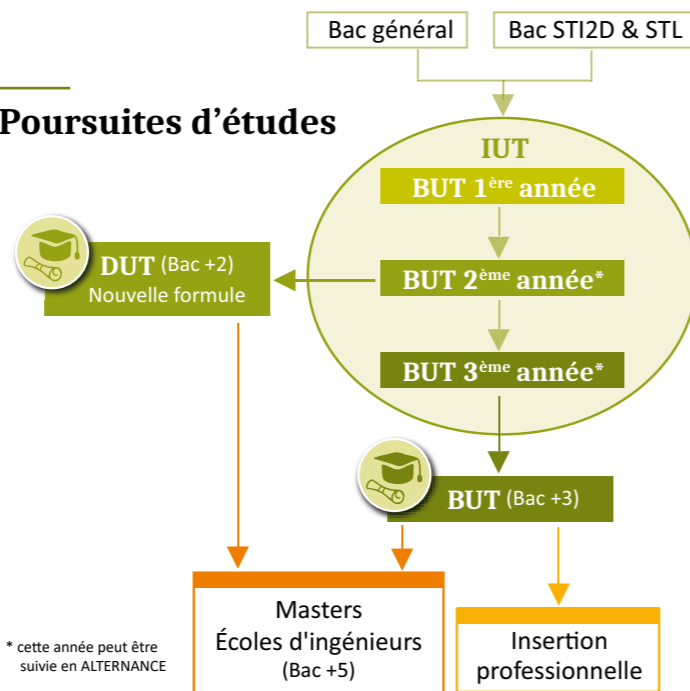 Bac général
Bac STI2D & STL
Poursuites d’études
IUT
BUT 1ère année
DUT (Bac +2)
Nouvelle formule
BUT 2ème année*
BUT 3ème année*
BUT (Bac +3)
Masters
Écoles d'ingénieurs
(Bac +5)
Insertion
professionnelle
* cette année peut être
suivie en ALTERNANCE